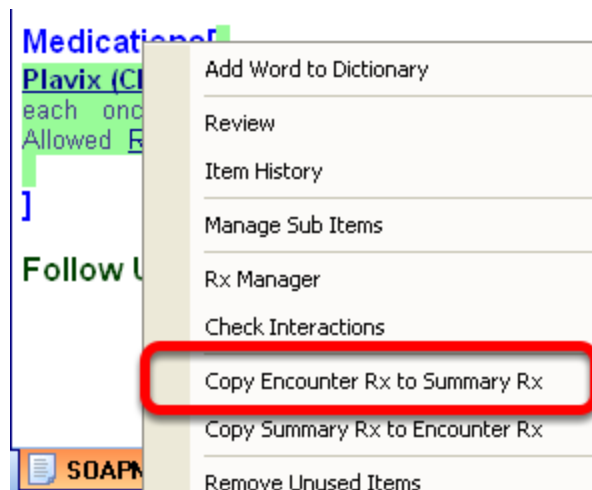 Medications[
Plavix (Cl
each onc
Allowed R
]
Follow U
SOAPN
Add Word to Dictionary
Review
Item History
Manage Sub Items
Rx Manager
Check Interactions
Copy Encounter Rx to Summary Rx
Copy Summary Rx to Encounter Rx
Remove Unused Items